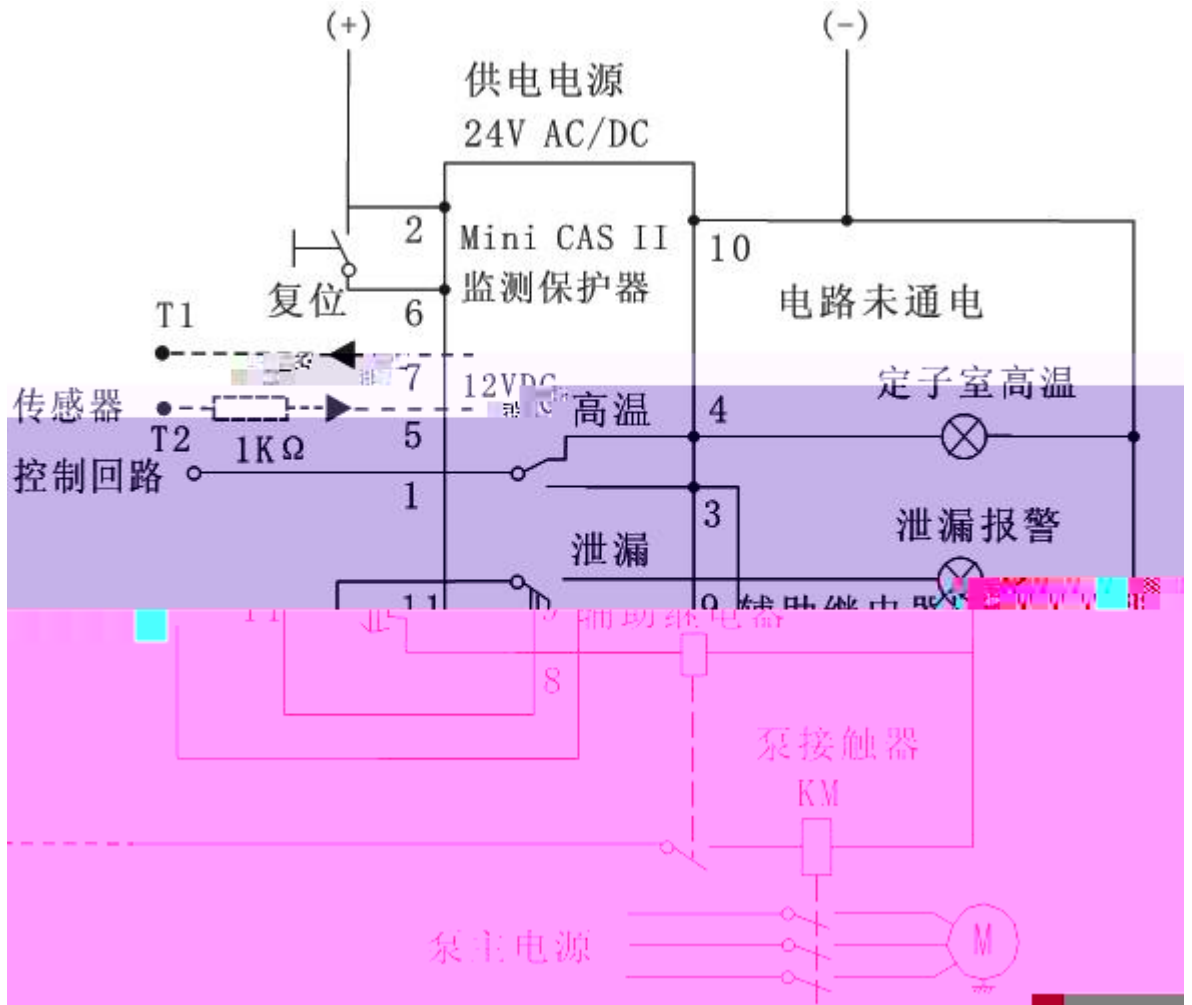 (+)
(-)
供电电源
24V AC/DC
2
Mini CAS II
10
监测保护器
复位
6
电路未通电
T1
7
12VDC
定子室高温
传感器
高温
4
T2
1KΩ
5
控制回路
1
3
泄漏报警
泄漏
11
9
辅助继电器
8
泵接触器
KM
泵主电源
M